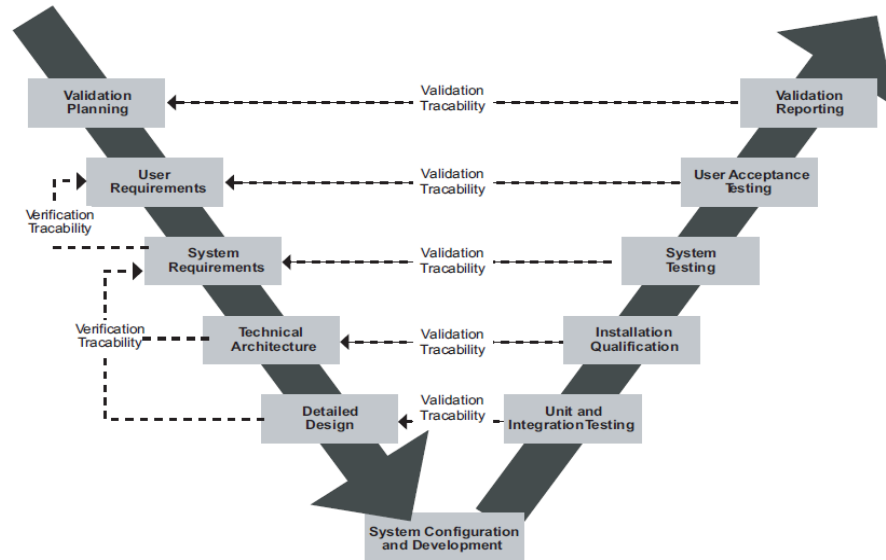 Validation
Planning
Validation
Tracability
Validation
Reporting
User
Requirements
Validation
Tracability
User Acceptance
Testing
Verification
Tracability
System
Requirements
Validation
Tracability
System
Testing
Verification
Tracability
Technical
Architecture
Validation
Tracability
Installation
Qualification
Detailed
Design
Validation
Tracability
Unit and
Integration Testing
System Configuration
and Development